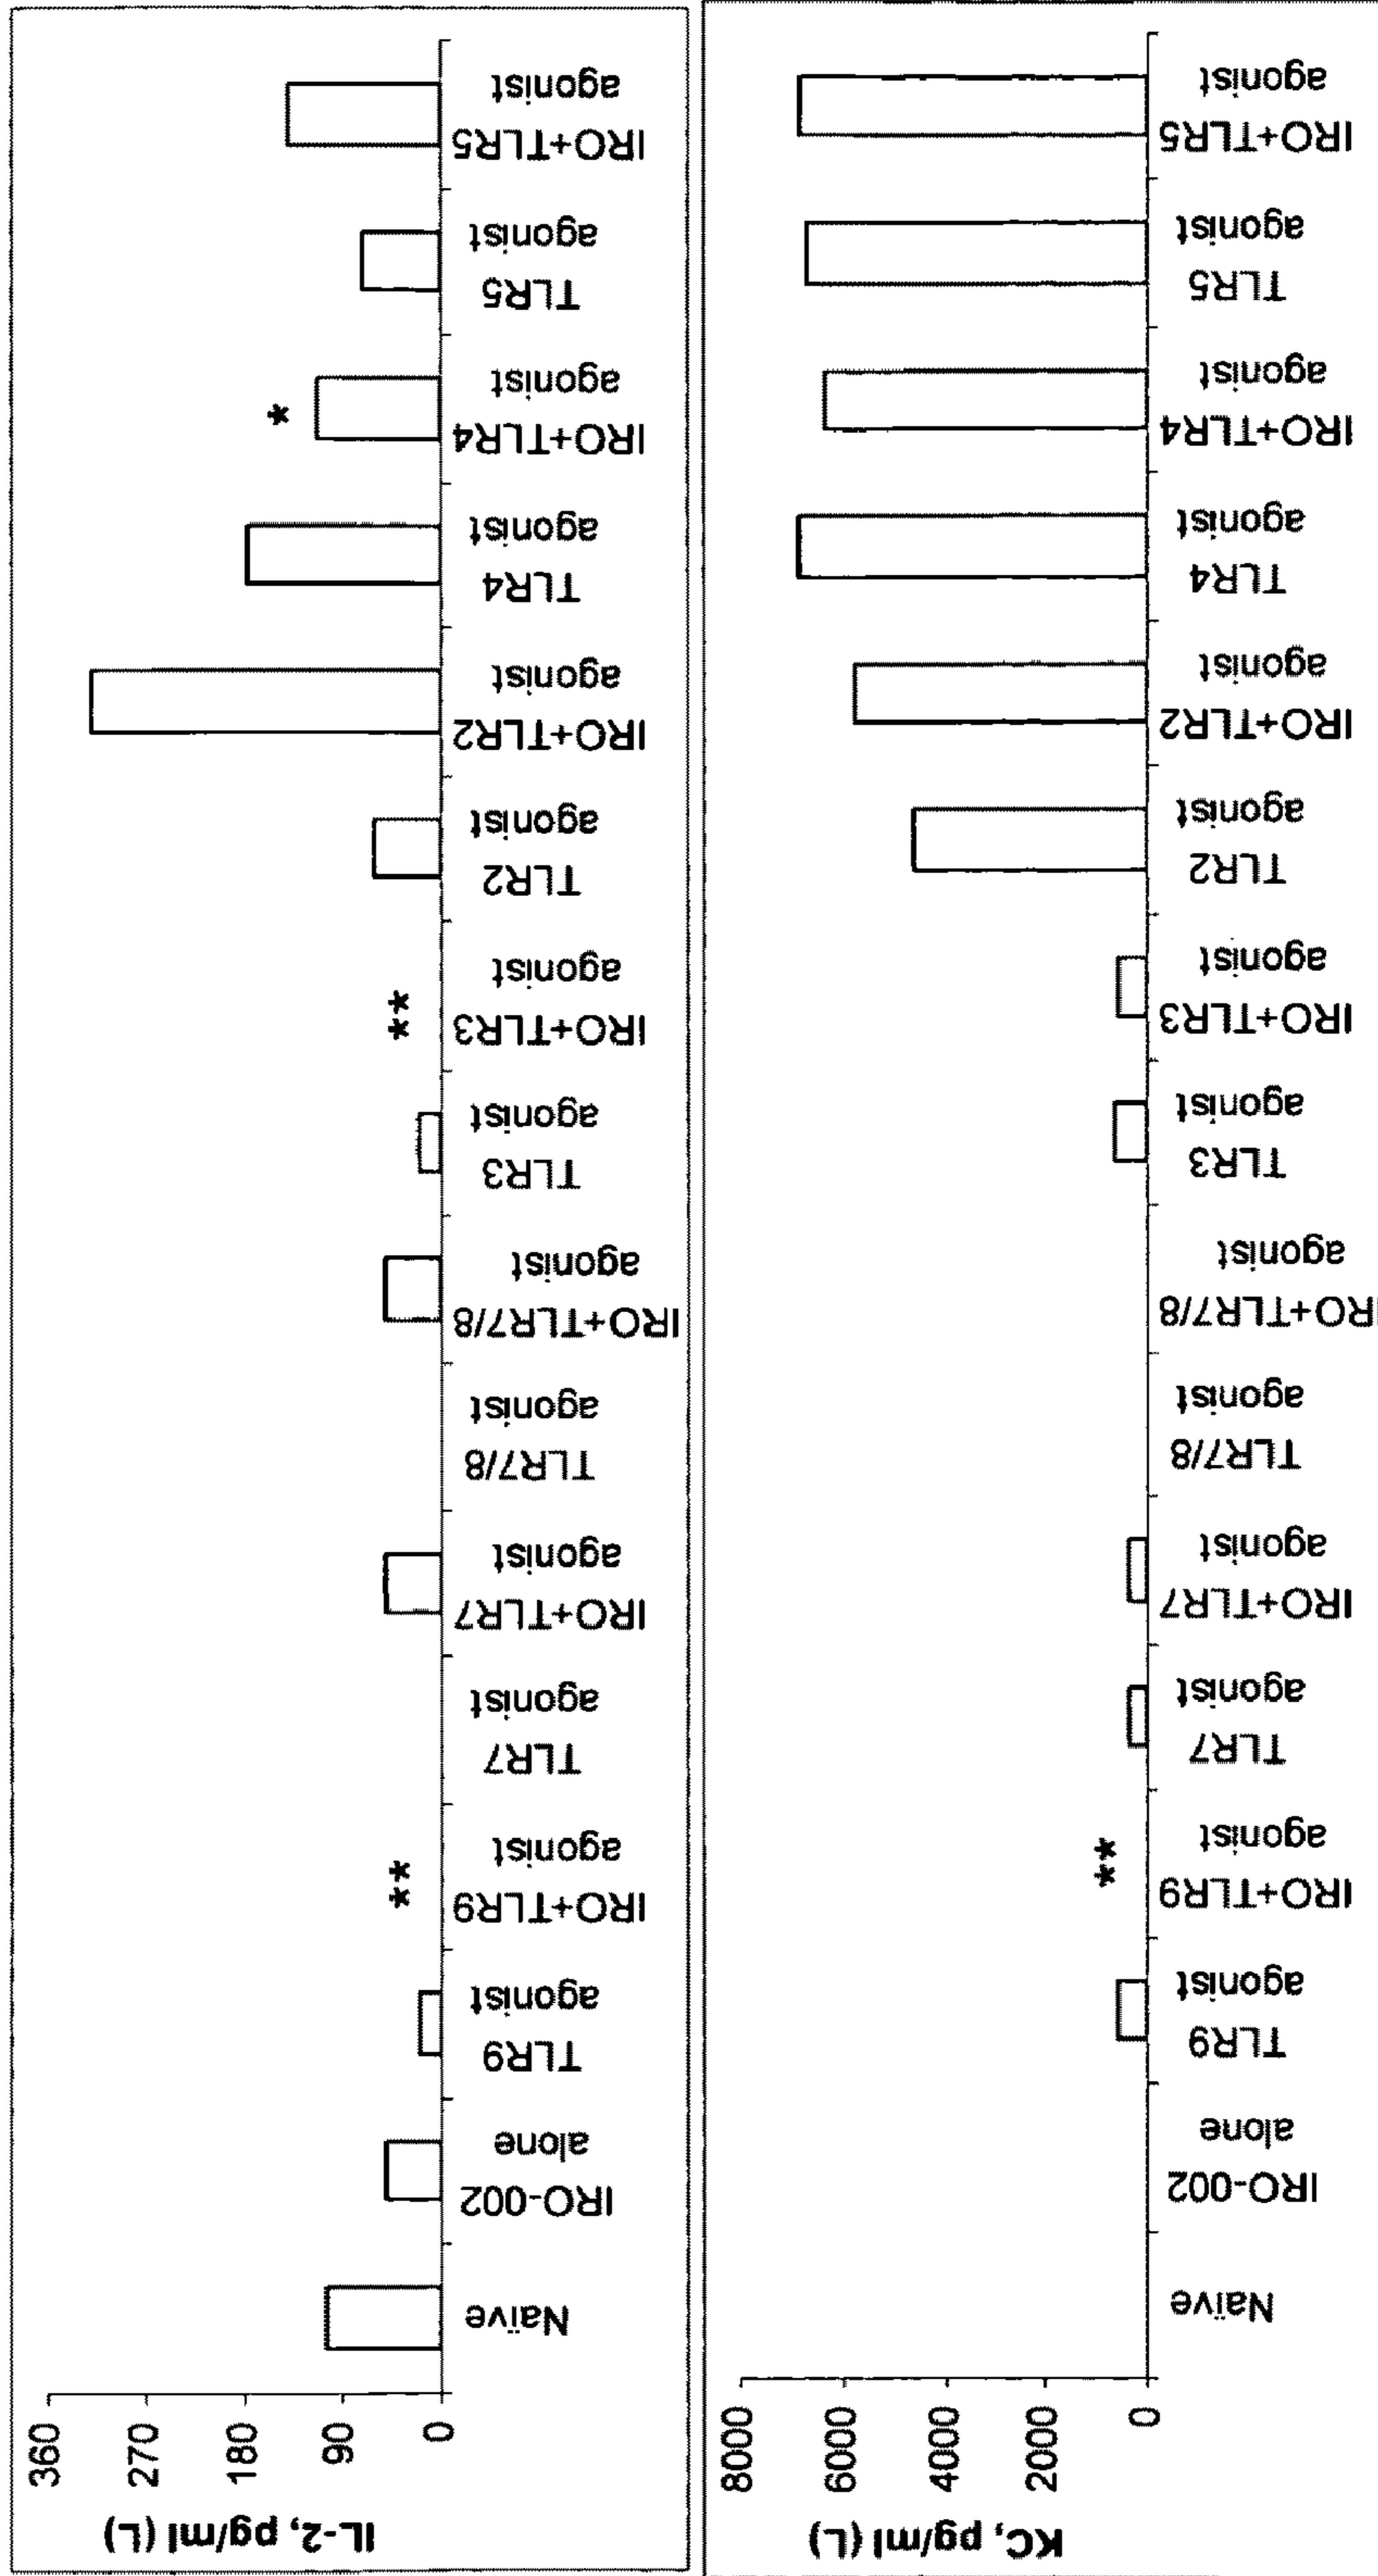 IL-2, pg/ml (L)
360
270
180
90
0
Naïve
IRO-002
alone
TLR9
agonist
**
IRO+TLR9
agonist
TLR7
agonist
IRO+TLR7
agonist
TLR7/8
agonist
IRO+TLR7/8
agonist
TLR3
agonist
**
IRO+TLR3
agonist
TLR2
agonist
IRO+TLR2
agonist
TLR4
agonist
*
IRO+TLR4
agonist
TLR5
agonist
IRO+TLR5
agonist
KC, pg/ml (L)
8000
6000
4000
2000
0
Naïve
IRO-002
alone
TLR9
agonist
**
IRO+TLR9
agonist
TLR7
agonist
IRO+TLR7
agonist
TLR7/8
agonist
IRO+TLR7/8
agonist
TLR3
agonist
IRO+TLR3
agonist
TLR2
agonist
IRO+TLR2
agonist
TLR4
agonist
IRO+TLR4
agonist
TLR5
agonist
IRO+TLR5
agonist